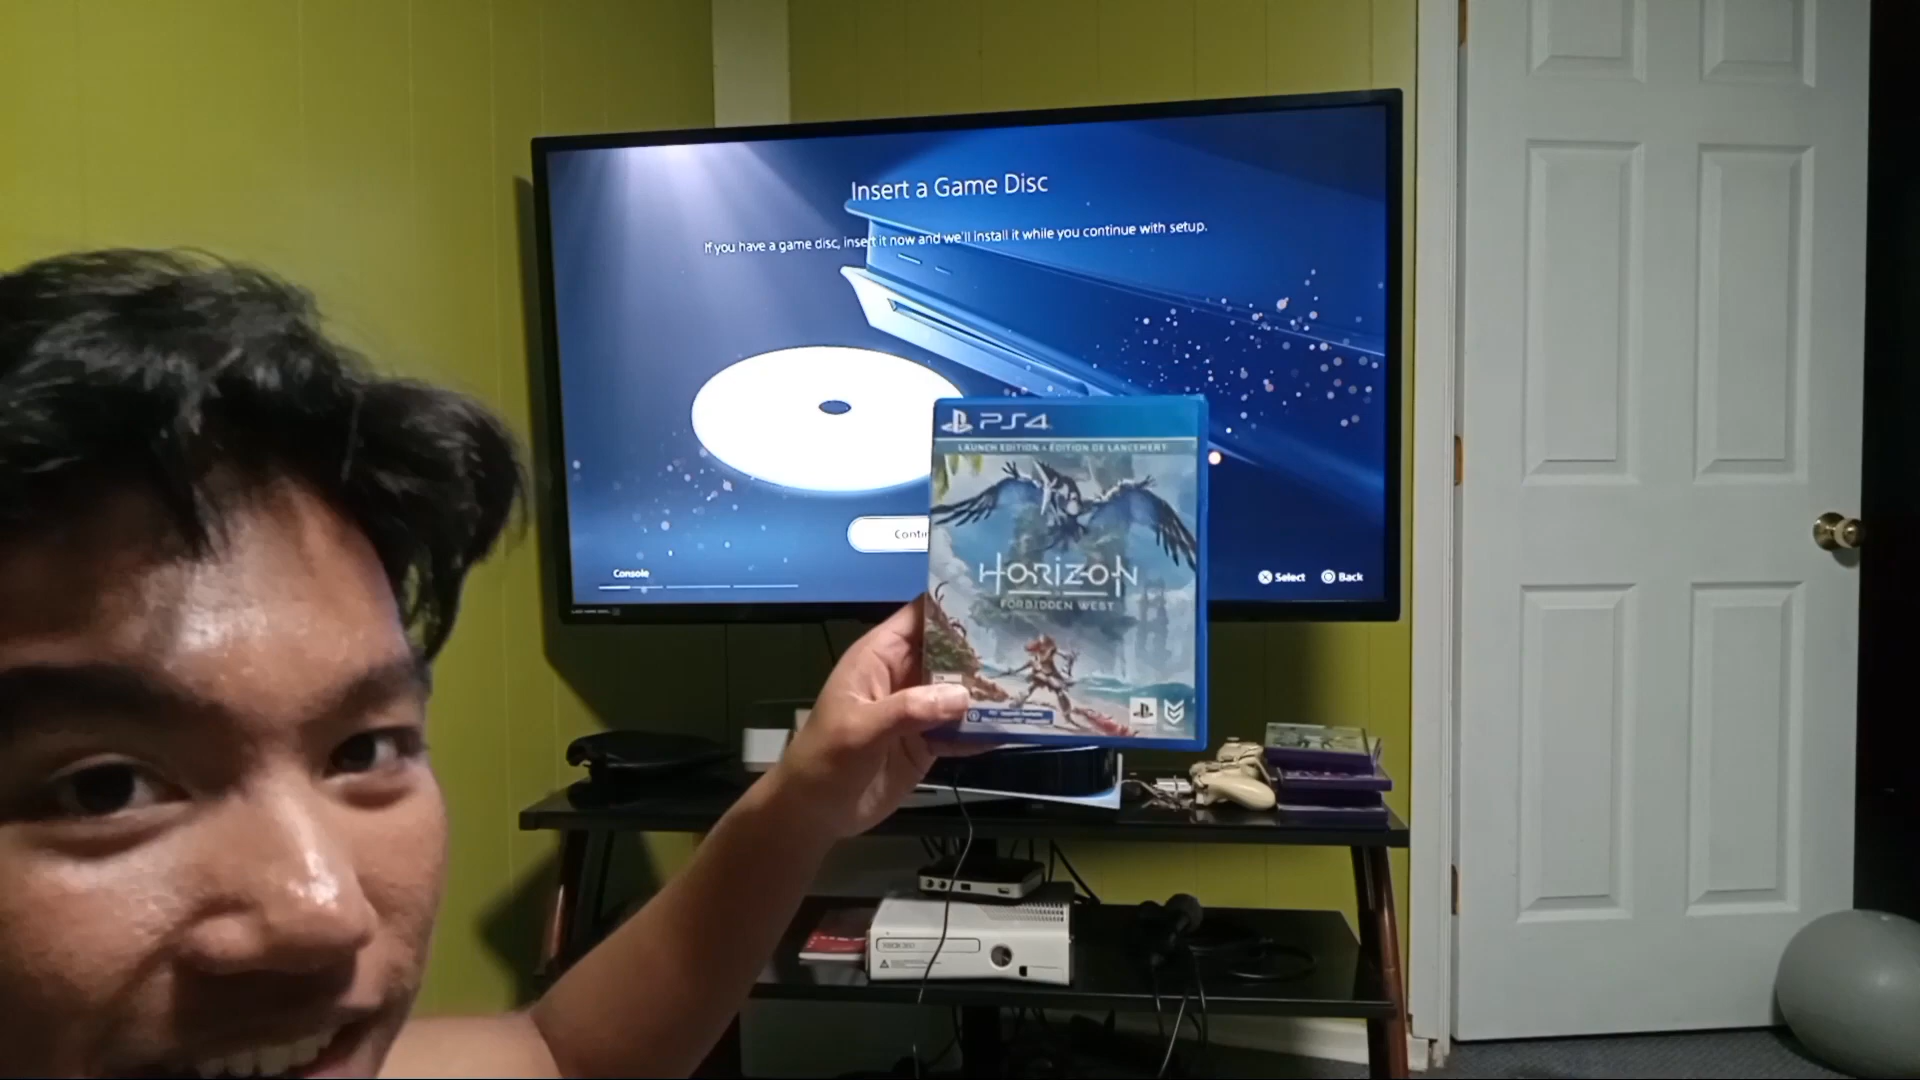 Insert a Game Disc
If you have a game disc, insert it now and we'll install it while you continue with setup.
Console
Select
Back
PS4
LAUNCH EDITION • ÉDITION DE LANCEMENT
HORIZON
FORBIDDEN WEST
XBOX 360